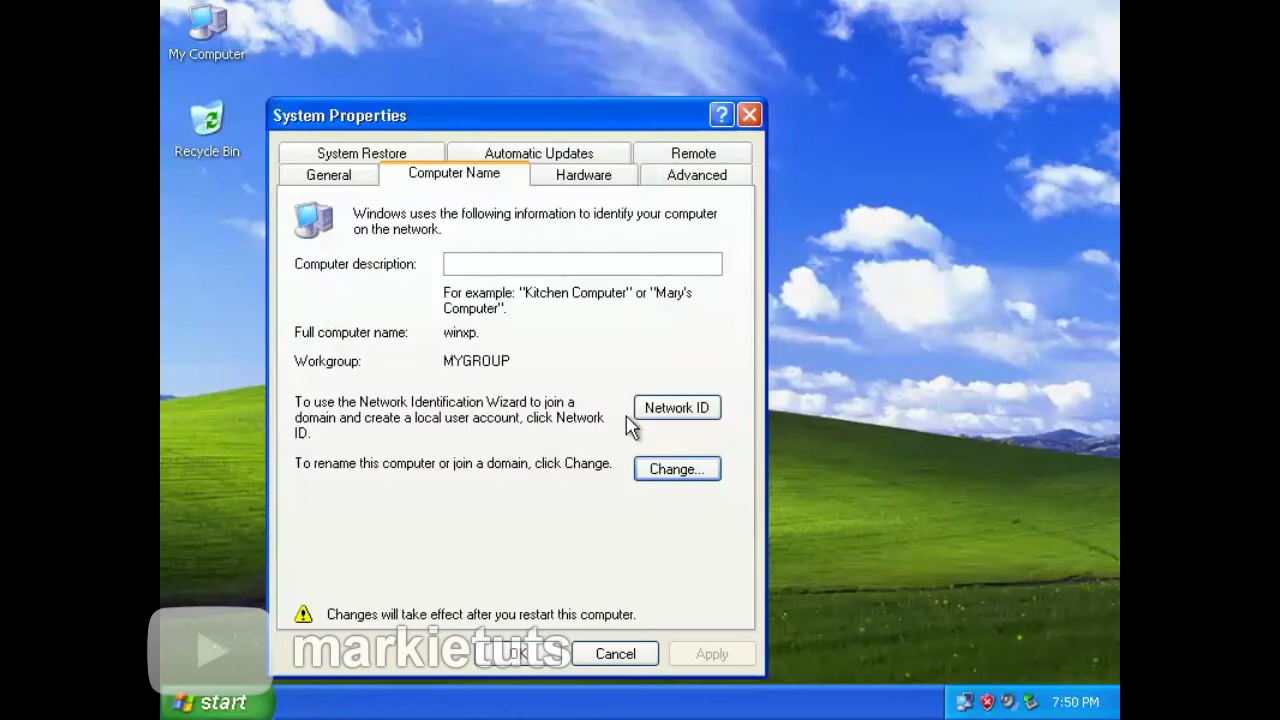 My Computer
Recycle Bin
System Properties
?
System Restore
Automatic Updates
Remote
General
Computer Name
Hardware
Advanced
Windows uses the following information to identify your computer
on the network.
Computer description:
For example: "Kitchen Computer" or "Mary's
Computer".
Full computer name:
winxp.
Workgroup:
MYGROUP
To use the Network Identification Wizard to join a
domain and create a local user account, click Network
ID.
Network ID
To rename this computer or join a domain, click Change.
Change...
Changes will take effect after you restart this computer.
markietuts
OK
Cancel
Apply
start
7:50 PM